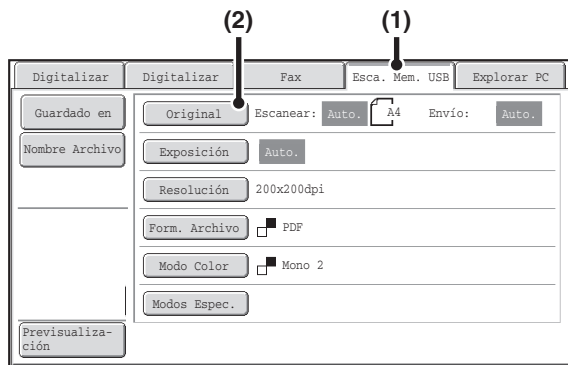 (2) (1)
Digitalizar Digitalizar Fax Esca. Mem. USB Explorar PC
Guardado en
Original Escanear: Auto. A4 Envío: Auto.
Nombre Archivo
Exposición Auto.
Resolución 200x200dpi
Form. Archivo PDF
Modo Color Mono 2
Modos Espec.
Previsualiza-
ción